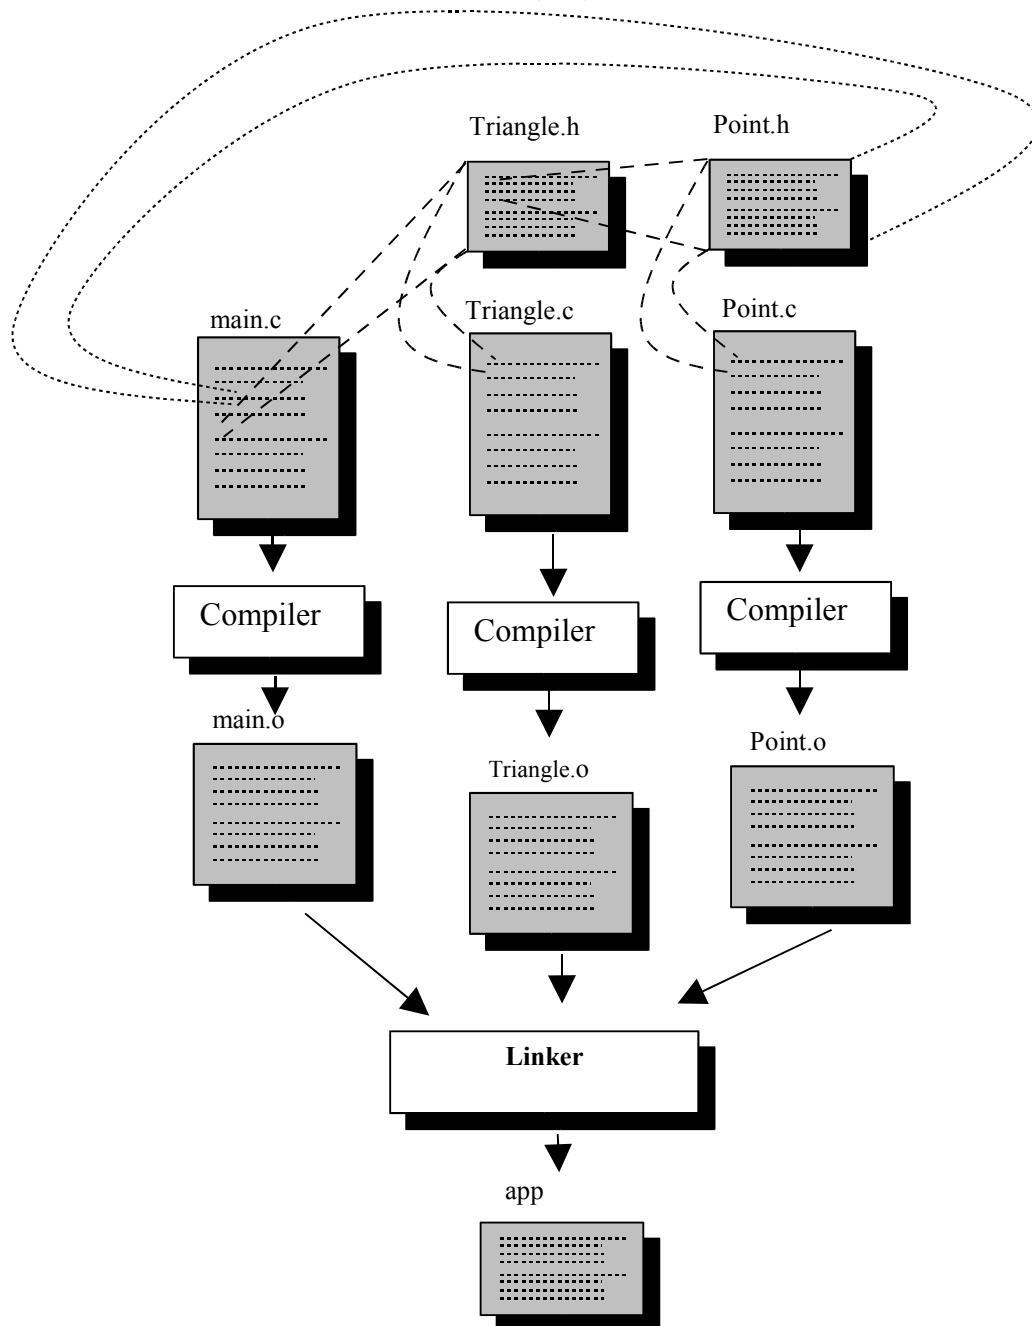 Triangle.h
Point.h
main.c
Triangle.c
Point.c
Compiler
Compiler
Compiler
main.o
Triangle.o
Point.o
Linker
app